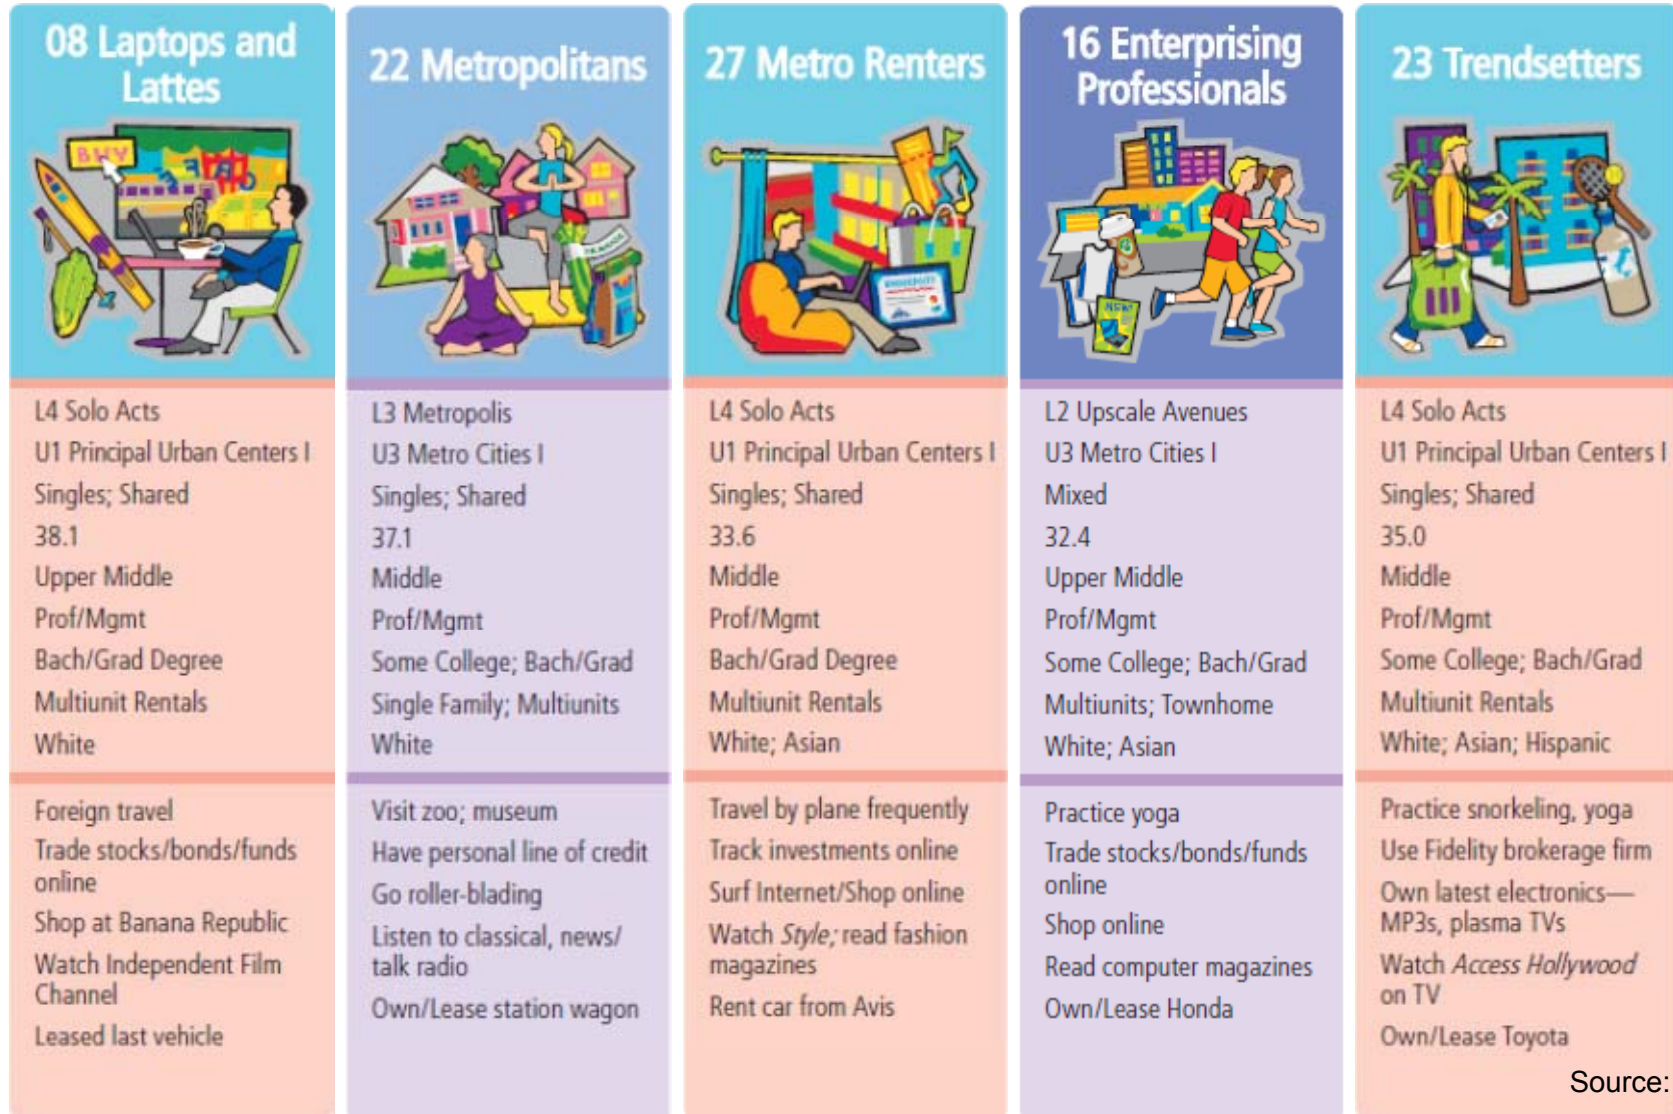 08 Laptops and
Lattes
BUY
L4 Solo Acts
U1 Principal Urban Centers I
Singles; Shared
38.1
Upper Middle
Prof/Mgmt
Bach/Grad Degree
Multiunit Rentals
White
Foreign travel
Trade stocks/bonds/funds
online
Shop at Banana Republic
Watch Independent Film
Channel
Leased last vehicle
22 Metropolitans
L3 Metropolis
U3 Metro Cities I
Singles; Shared
37.1
Middle
Prof/Mgmt
Some College; Bach/Grad
Single Family; Multiunits
White
Visit zoo; museum
Have personal line of credit
Go roller-blading
Listen to classical, news/
talk radio
Own/Lease station wagon
27 Metro Renters
L4 Solo Acts
U1 Principal Urban Centers I
Singles; Shared
33.6
Middle
Prof/Mgmt
Bach/Grad Degree
Multiunit Rentals
White; Asian
Travel by plane frequently
Track investments online
Surf Internet/Shop online
Watch Style; read fashion
magazines
Rent car from Avis
16 Enterprising
Professionals
NEW!
L2 Upscale Avenues
U3 Metro Cities I
Mixed
32.4
Upper Middle
Prof/Mgmt
Some College; Bach/Grad
Multiunits; Townhome
White; Asian
Practice yoga
Trade stocks/bonds/funds
online
Shop online
Read computer magazines
Own/Lease Honda
23 Trendsetters
L4 Solo Acts
U1 Principal Urban Centers I
Singles; Shared
35.0
Middle
Prof/Mgmt
Some College; Bach/Grad
Multiunit Rentals
White; Asian; Hispanic
Practice snorkeling, yoga
Use Fidelity brokerage firm
Own latest electronics—
MP3s, plasma TVs
Watch Access Hollywood
on TV
Own/Lease Toyota
Source: